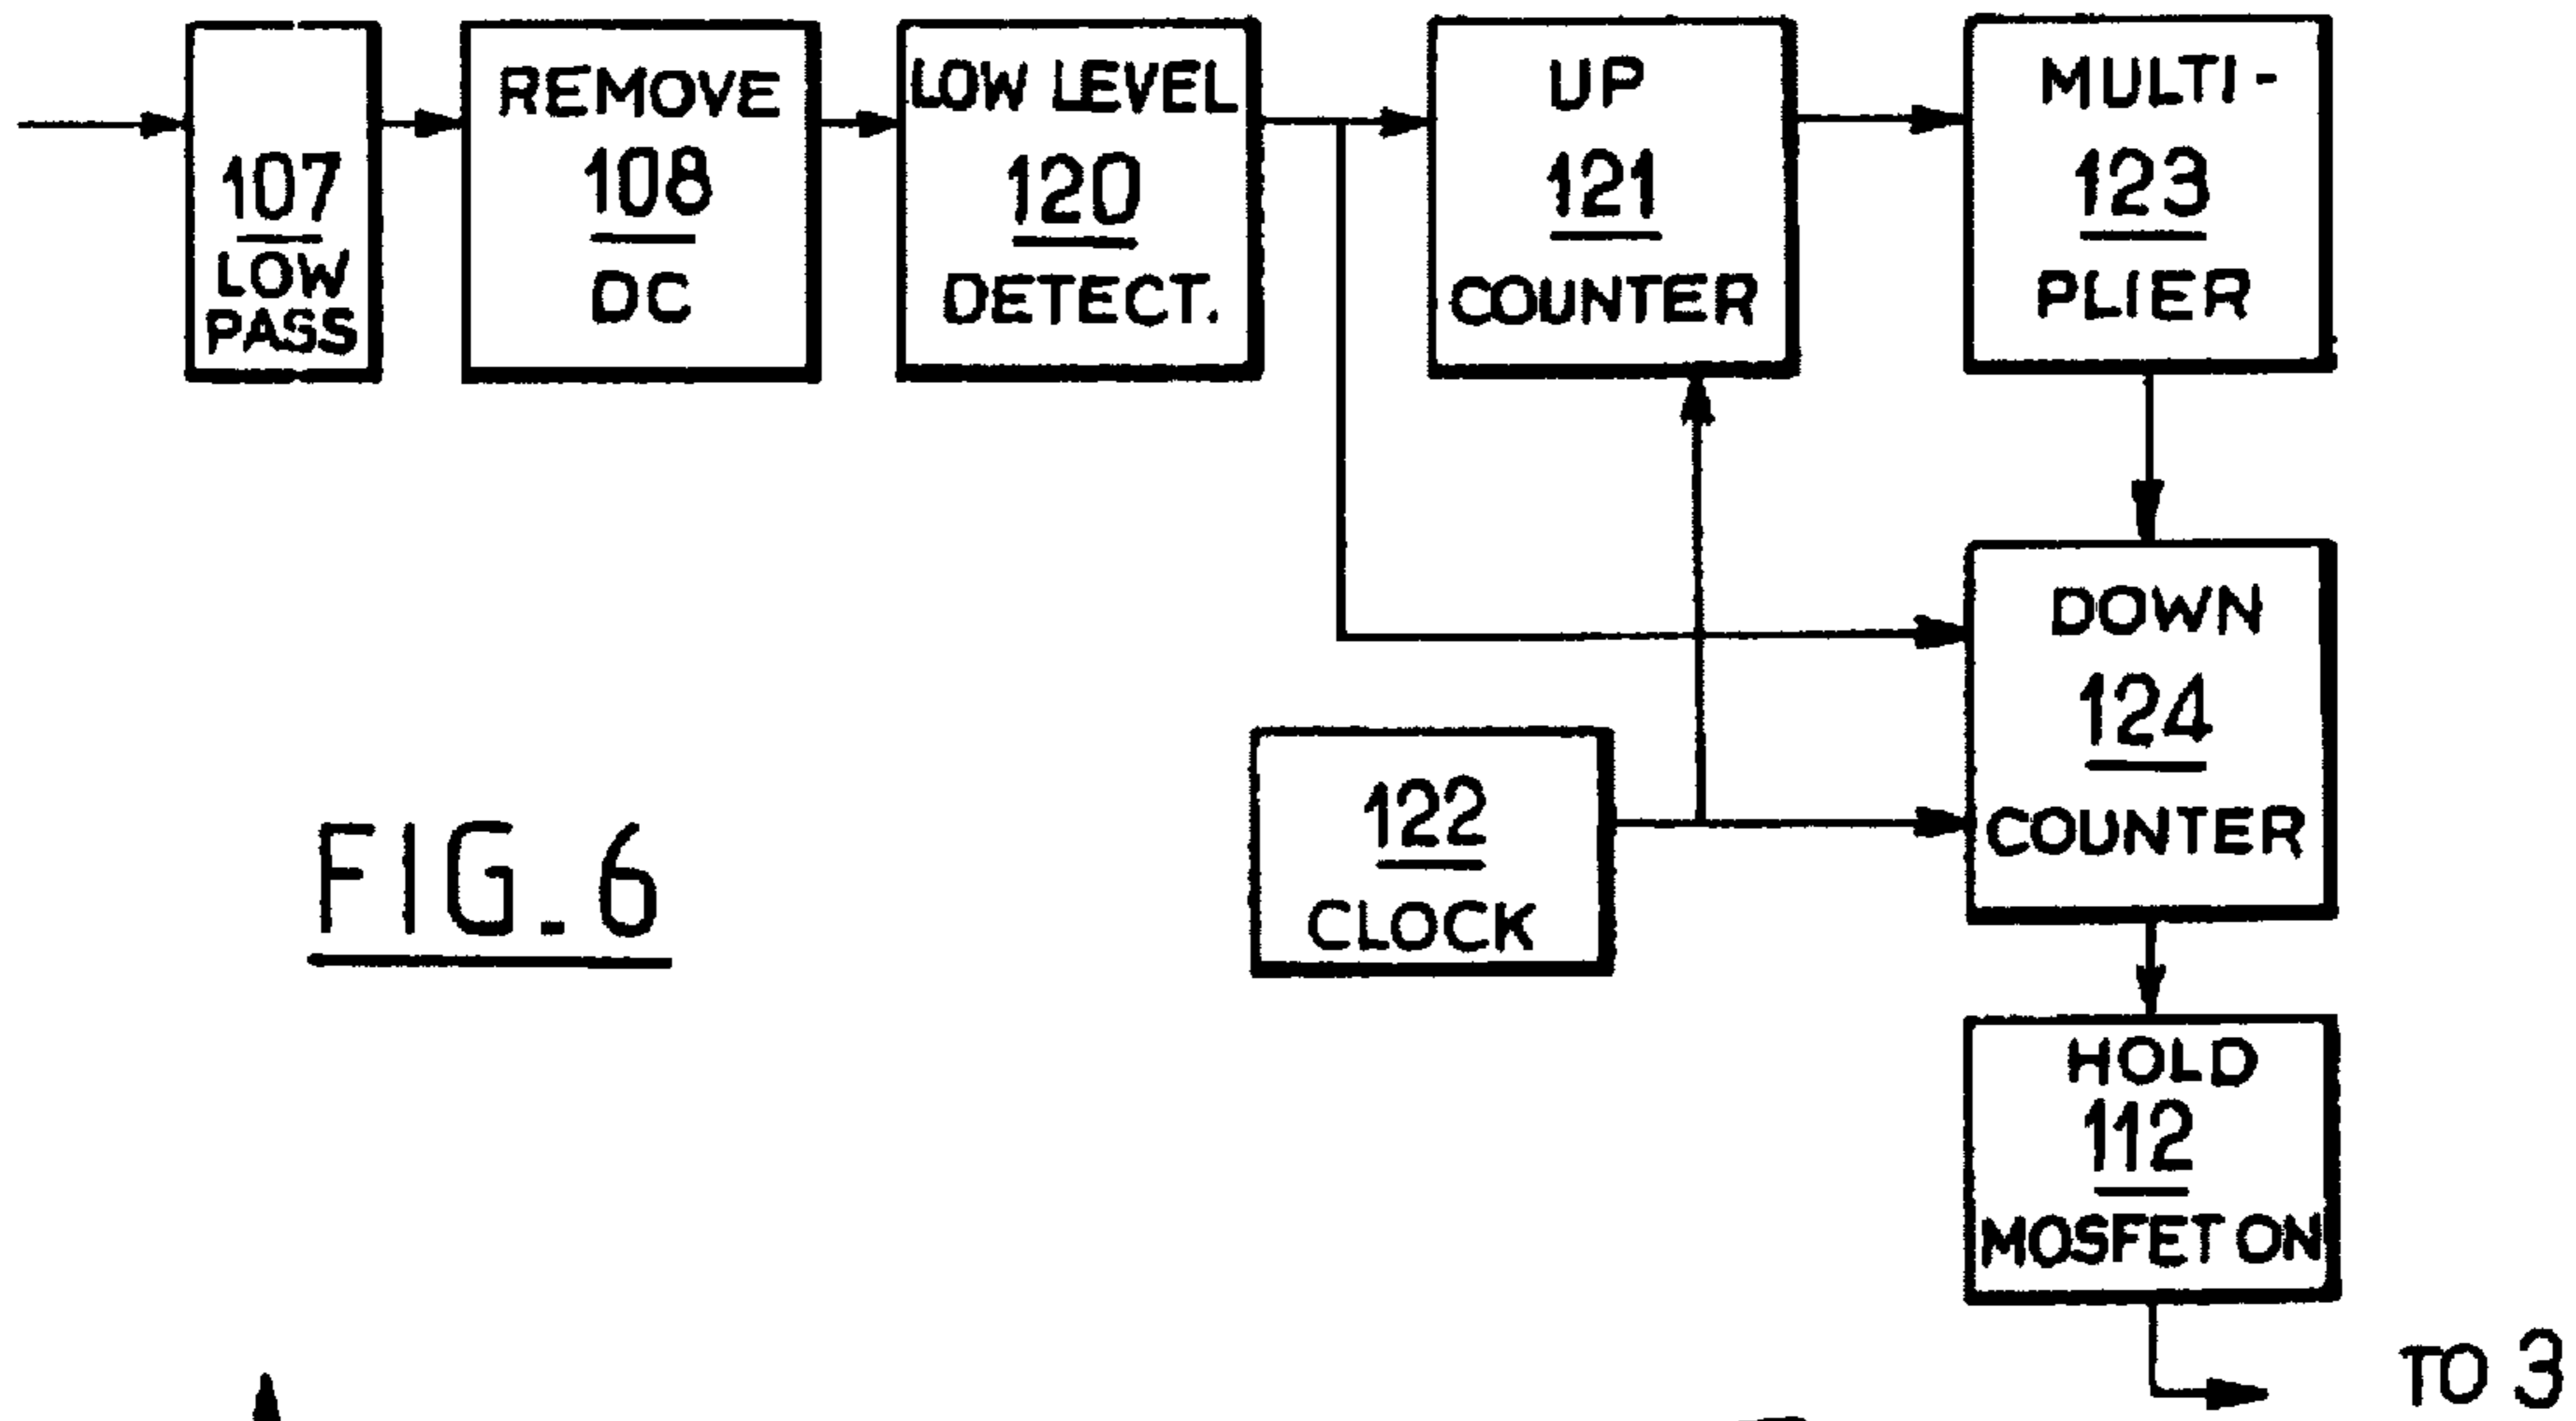 107
LOW
PASS
REMOVE
108
DC
LOW LEVEL
120
DETECT.
UP
121
COUNTER
MULTI-
123
PLIER
DOWN
124
COUNTER
122
CLOCK
FIG. 6
HOLD
112
MOSFET ON
TO 3